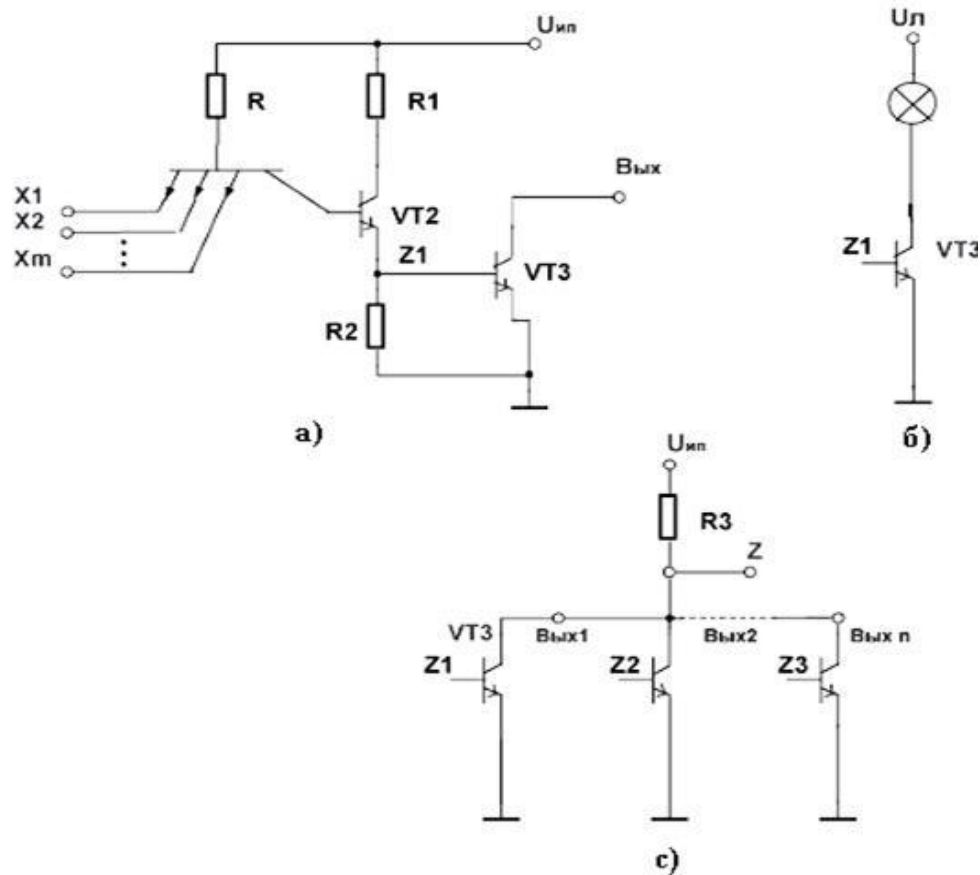 Uип
R
R1
X1
X2
Xm
VT2
Z1
R2
VT3
Вых
а)
Uл
Z1
VT3
б)
Uип
R3
Z
VT3
Вых1
Вых2
Вых n
Z1
Z2
Z3
c)